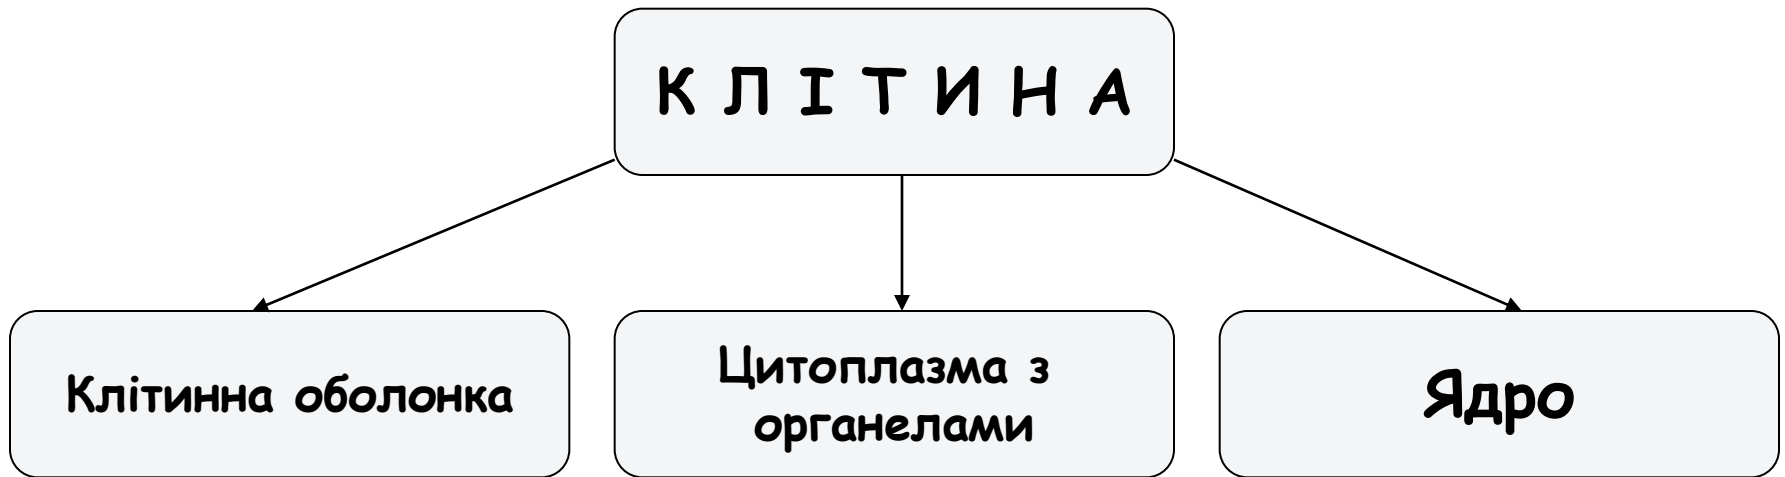 К Л І Т И Н А
Клітинна оболонка
Цитоплазма з
органелами
Ядро